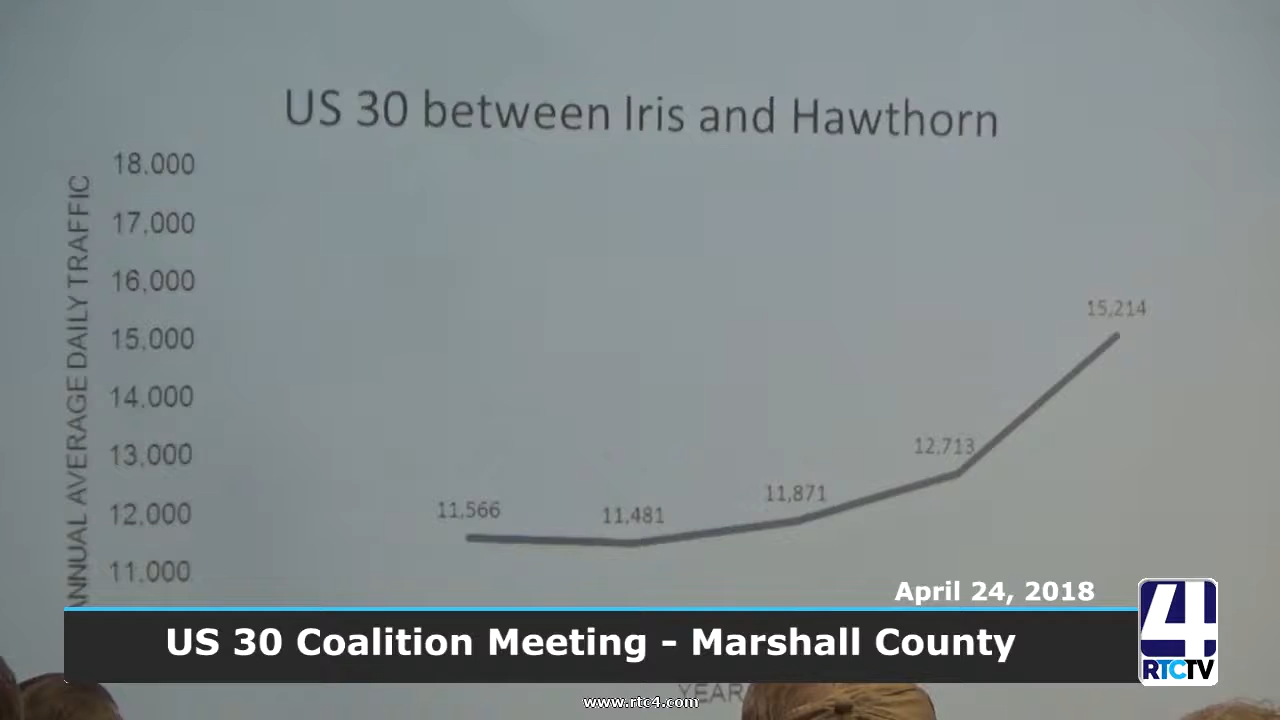 US 30 between Iris and Hawthorn
ANNUAL AVERAGE DAILY TRAFFIC
18,000
17,000
16,000
15,000
14,000
13,000
12,000
11,000
11,566
11,481
11,871
12,713
15,214
April 24, 2018
US 30 Coalition Meeting - Marshall County
4
RTCTV
YEAR
www.rtc4.com